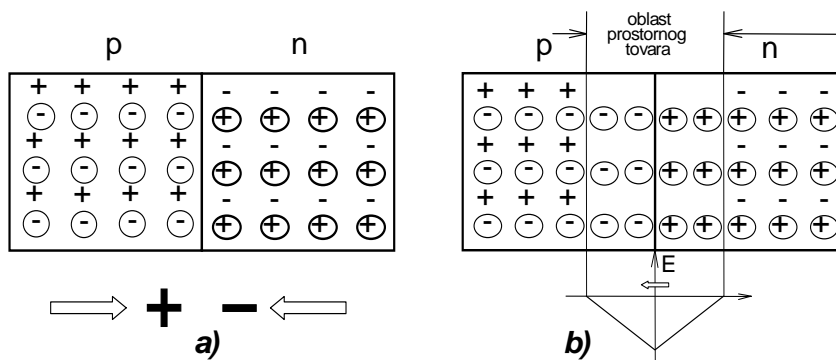 p n
+ + + +
- - - -
- - - -
+ + + +
+ + + +
- - - -
- - - -
+ + + +
+ + + +
- - - -
- - - -
+ + + +
+ -
a)
oblast
prostornog
tovara
p n
+ + + - -
- - - - - + + + + +
+ + + - -
- - - - - + + + + +
+ + + - -
- - - - - + + + + +
E
b)